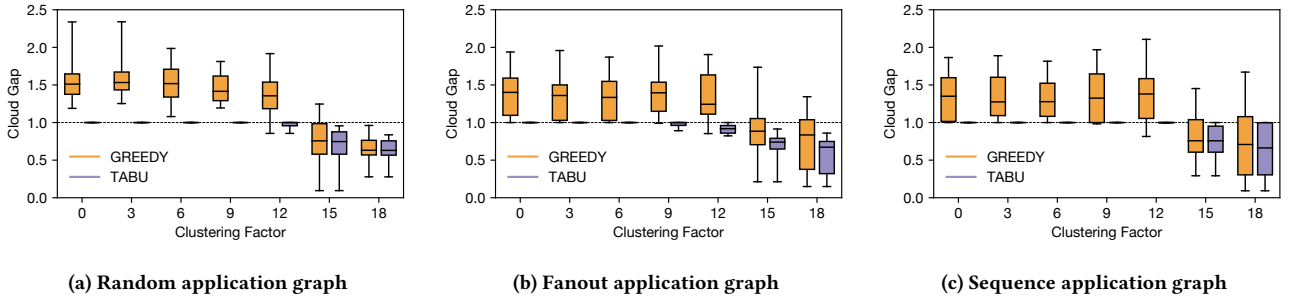 2.5
2.0
1.5
1.0
0.5
0.0
Cloud Gap
GREEDY
TABU
0 3 6 9 12 15 18
Clustering Factor
(a) Random application graph
2.5
2.0
1.5
1.0
0.5
0.0
Cloud Gap
GREEDY
TABU
0 3 6 9 12 15 18
Clustering Factor
(b) Fanout application graph
2.5
2.0
1.5
1.0
0.5
0.0
Cloud Gap
GREEDY
TABU
0 3 6 9 12 15 18
Clustering Factor
(c) Sequence application graph